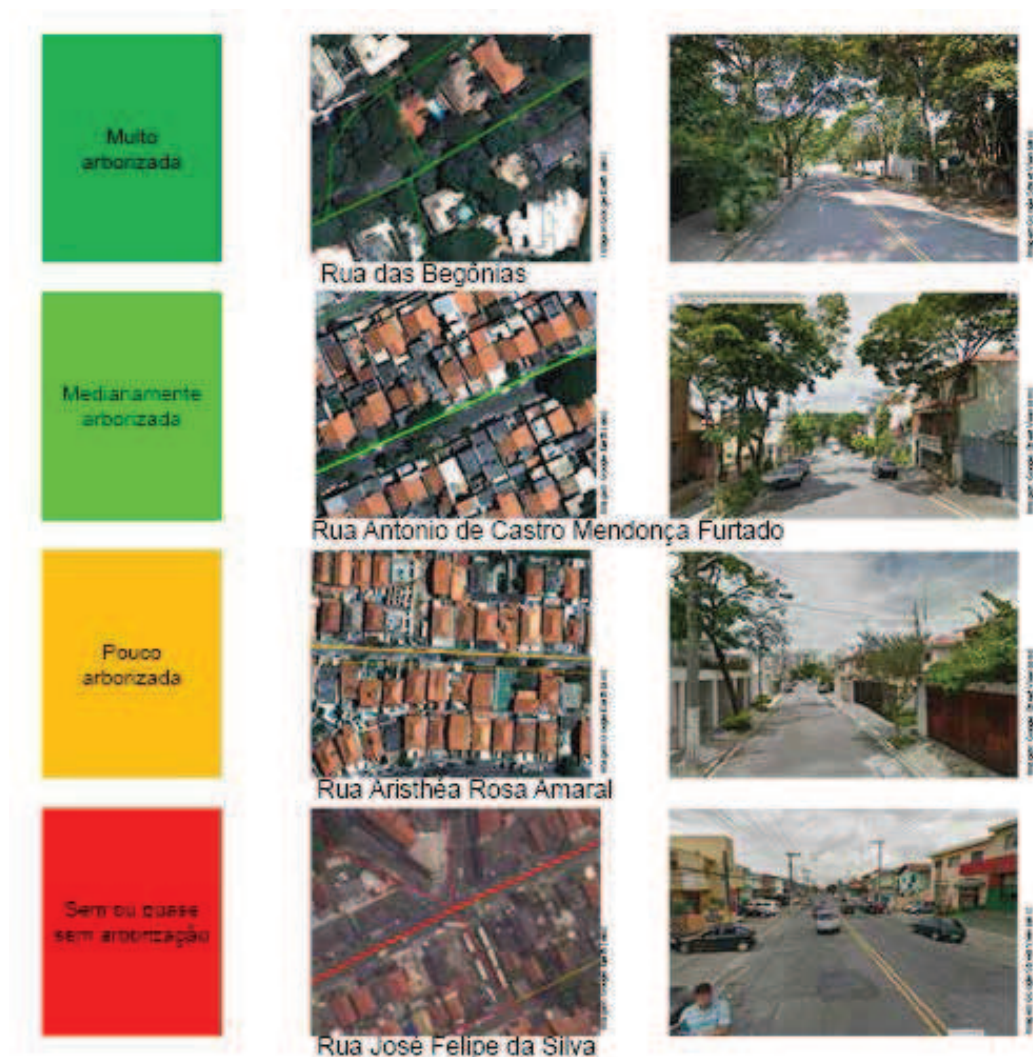 Muito
arborizada
Rua das Begônias
Medianamente
arborizada
Rua Antonio de Castro Mendonça Furtado
Pouco
arborizada
Rua Aristhéa Rosa Amaral
Sem ou quase
sem arborização
Rua José Felipe da Silva